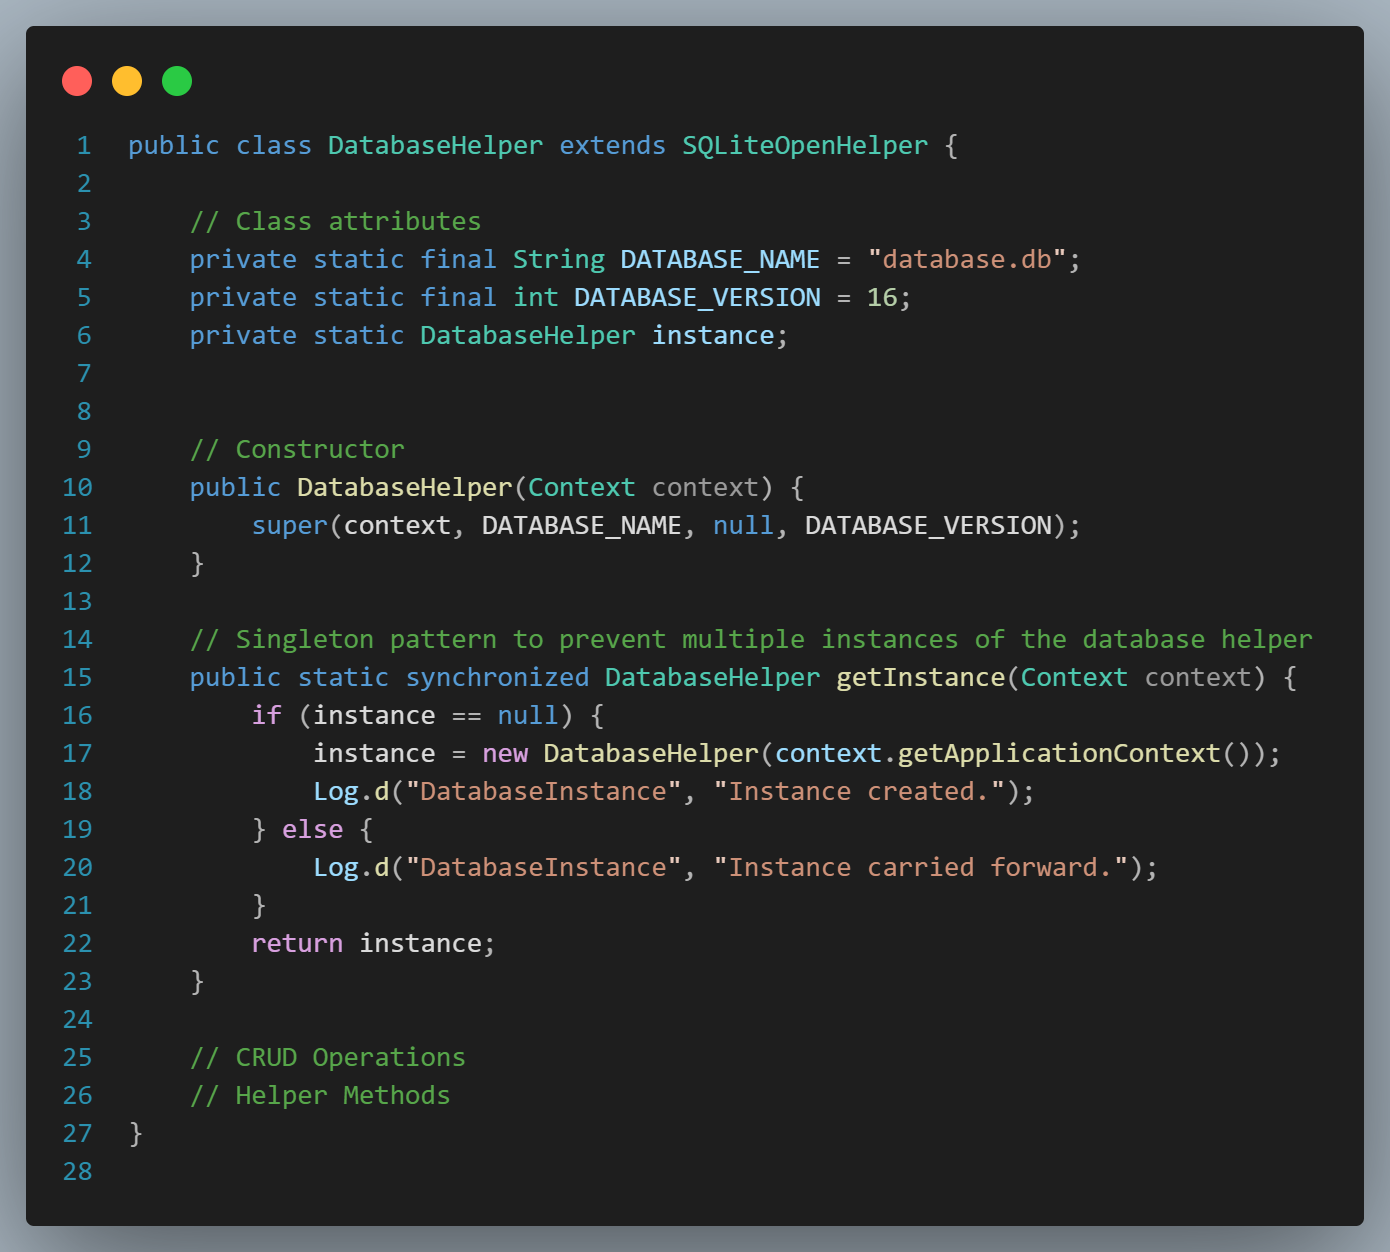 1 public class DatabaseHelper extends SQLiteOpenHelper {
2
3     // Class attributes
4     private static final String DATABASE_NAME = "database.db";
5     private static final int DATABASE_VERSION = 16;
6     private static DatabaseHelper instance;
7
8
9     // Constructor
10     public DatabaseHelper(Context context) {
11         super(context, DATABASE_NAME, null, DATABASE_VERSION);
12     }
13
14     // Singleton pattern to prevent multiple instances of the database helper
15     public static synchronized DatabaseHelper getInstance(Context context) {
16         if (instance == null) {
17             instance = new DatabaseHelper(context.getApplicationContext());
18             Log.d("DatabaseInstance", "Instance created.");
19         } else {
20             Log.d("DatabaseInstance", "Instance carried forward.");
21         }
22         return instance;
23     }
24
25     // CRUD Operations
26     // Helper Methods
27 }
28